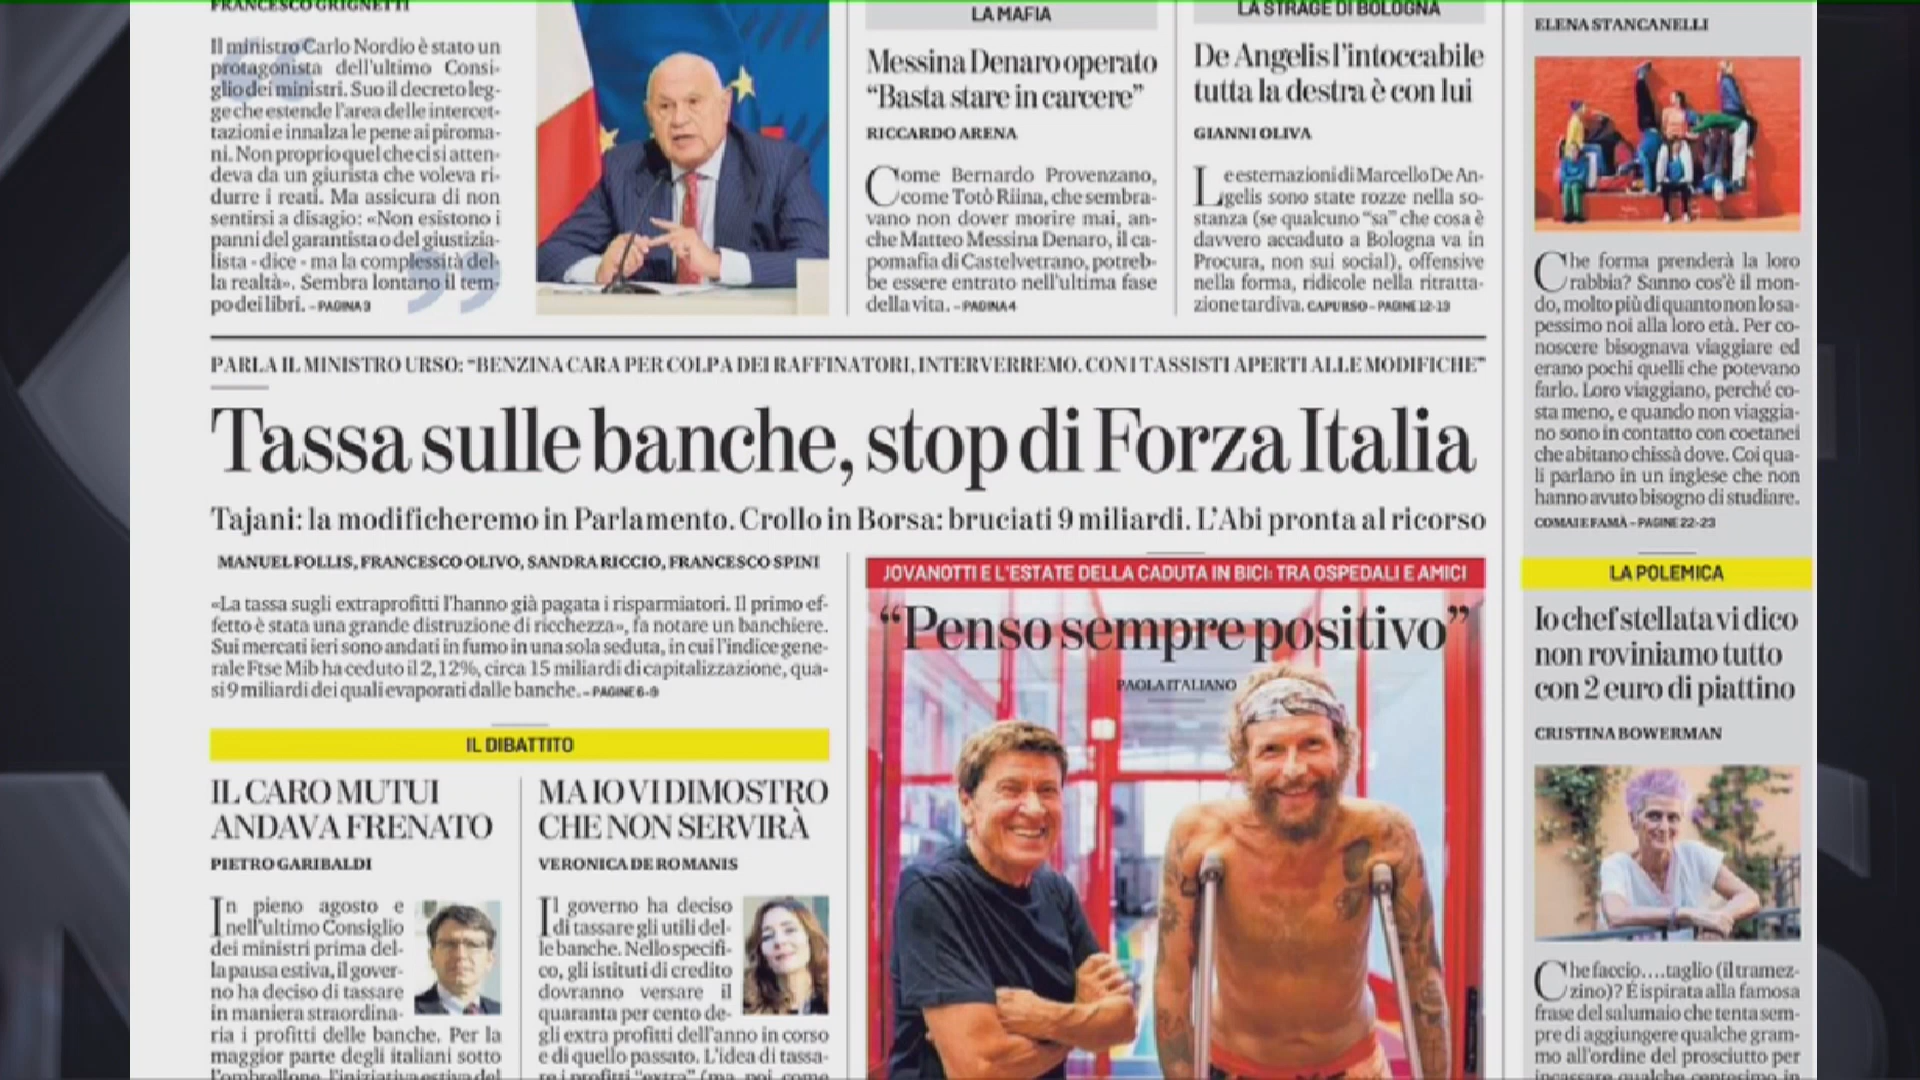 FRANCESCO GRIGNETTI
Il ministro Carlo Nordio è stato un
protagonista dell'ultimo Consi-
glio dei ministri. Suo il decreto leg-
ge che estende l'area delle intercet-
tazioni e innalza le pene ai piroma-
ni. Non proprio quel che ci si atten-
deva da un giurista che voleva ri-
durre i reati. Ma assicura di non
sentirsi a disagio: «Non esistono i
panni del garantista o del giustizia-
lista - dice - ma la complessità del-
la realtà». Sembra lontano il tem-
po dei libri. - PAGINA 9
LA MAFIA
Messina Denaro operato
“Basta stare in carcere”
RICCARDO ARENA
Come Bernardo Provenzano,
come Totò Riina, che sembra-
vano non dover morire mai, an-
che Matteo Messina Denaro, il ca-
pomafia di Castelvetrano, potreb-
be essere entrato nell'ultima fase
della vita. - PAGINA 4
LA STRAGE DI BOLOGNA
De Angelis l'intoccabile
tutta la destra è con lui
GIANNI OLIVA
Le esternazioni di Marcello De An-
gelis sono state rozze nella so-
stanza (se qualcuno “sa” che cosa è
davvero accaduto a Bologna va in
Procura, non sui social), offensive
nella forma, ridicole nella ritratta-
zione tardiva. CAPURSO - PAGINE 12-13
PARLA IL MINISTRO URSO: “BENZINA CARA PER COLPA DEI RAFFINATORI, INTERVERREMO. CON I TASSISTI APERTI ALLE MODIFICHE”
Tassa sulle banche, stop di Forza Italia
Tajani: la modificheremo in Parlamento. Crollo in Borsa: bruciati 9 miliardi. L'Abi pronta al ricorso
MANUEL FOLLIS, FRANCESCO OLIVO, SANDRA RICCIO, FRANCESCO SPINI
«La tassa sugli extraprofitti l'hanno già pagata i risparmiatori. Il primo ef-
fetto è stata una grande distruzione di ricchezza», fa notare un banchiere.
Sui mercati ieri sono andati in fumo in una sola seduta, in cui l'indice gene-
rale Ftse Mib ha ceduto il 2,12%, circa 15 miliardi di capitalizzazione, qua-
si 9 miliardi dei quali evaporati dalle banche. - PAGINE 6-9
IL DIBATTITO
IL CARO MUTUI
ANDAVA FRENATO
PIETRO GARIBALDI
In pieno agosto e
nell'ultimo Consiglio
dei ministri prima del-
la pausa estiva, il gover-
no ha deciso di tassare
in maniera straordina-
ria i profitti delle banche. Per la
maggior parte degli italiani sotto
l'ombrellone, l'iniziativa estiva del
MA IO VI DIMOSTRO
CHE NON SERVIRÀ
VERONICA DE ROMANIS
Il governo ha deciso
di tassare gli utili del-
le banche. Nello specifi-
co, gli istituti di credito
dovranno versare il
quaranta per cento de-
gli extra profitti dell'anno in corso
e di quello passato. L'idea di tassa-
re i profitti “extra” (ma, poi, come
JOVANOTTI E L'ESTATE DELLA CADUTA IN BICI: TRA OSPEDALI E AMICI
“Penso sempre positivo”
PAOLA ITALIANO
ELENA STANCANELLI
Che forma prenderà la loro
rabbia? Sanno cos'è il mon-
do, molto più di quanto non lo sa-
pessimo noi alla loro età. Per co-
noscere bisognava viaggiare ed
erano pochi quelli che potevano
farlo. Loro viaggiano, perché co-
sta meno, e quando non viaggia-
no sono in contatto con coetanei
che abitano chissà dove. Coi qua-
li parlano in un inglese che non
hanno avuto bisogno di studiare.
COMAI E FAMÀ - PAGINE 22-23
LA POLEMICA
Io chef stellata vi dico
non roviniamo tutto
con 2 euro di piattino
CRISTINA BOWERMAN
Che faccio.... taglio (il tramez-
zino)? È ispirata alla famosa
frase del salumaio che tenta sem-
pre di aggiungere qualche gram-
mo all'ordine del prosciutto per
incassare qualche centesimo in